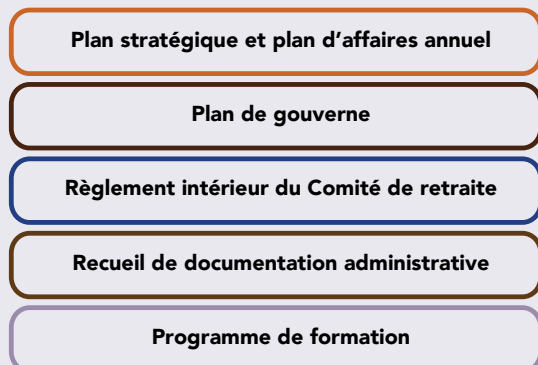 Plan stratégique et plan d’affaires annuel
Plan de gouverne
Règlement intérieur du Comité de retraite
Recueil de documentation administrative
Programme de formation